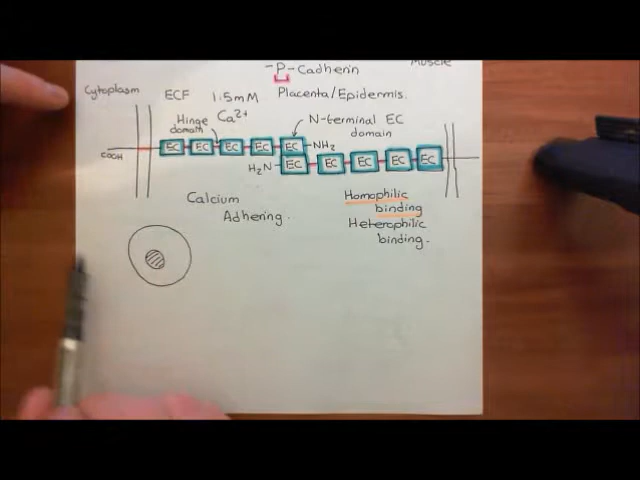 - P - Cadherin
Muscle
Cytoplasm
ECF
1.5mM
Ca2+
Placenta/Epidermis.
Hinge
domain
N-terminal EC
domain
COOH
EC EC EC EC EC -NH2
H2N- EC EC EC EC EC
Calcium
Adhering.
Homophilic
binding
Heterophilic
binding.